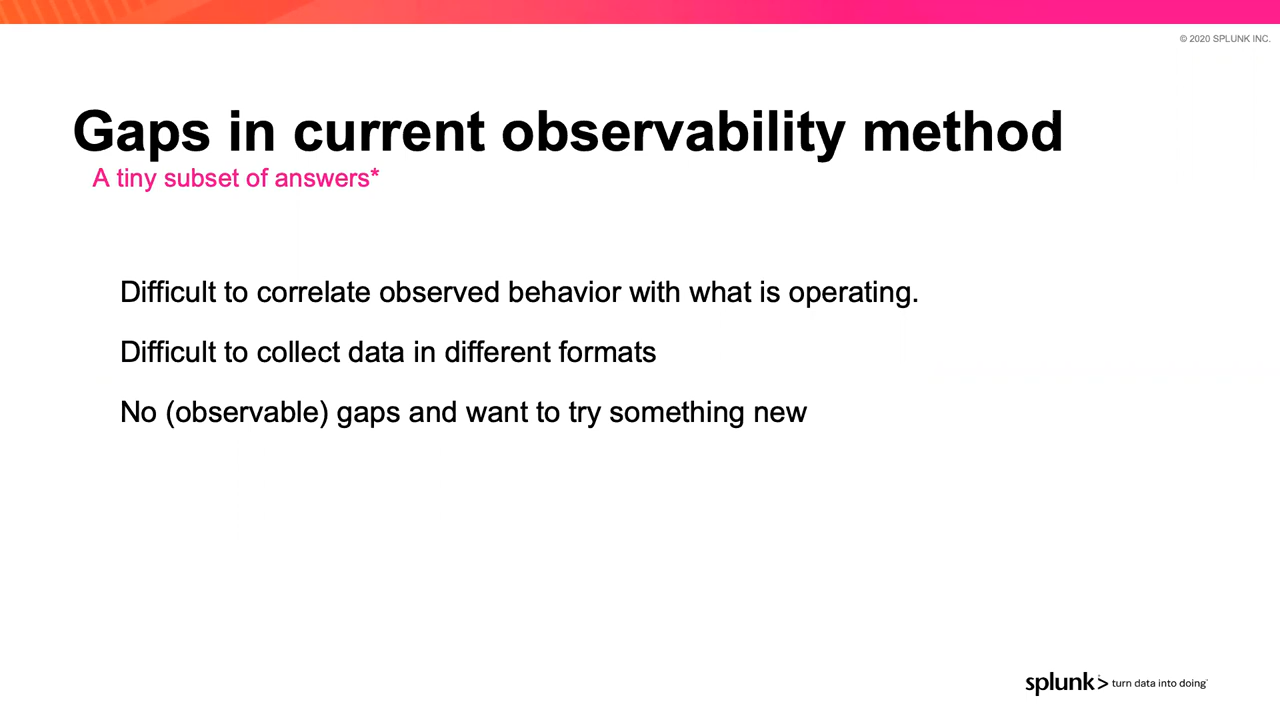 © 2020 SPLUNK INC.
Gaps in current observability method
A tiny subset of answers*
Difficult to correlate observed behavior with what is operating.
Difficult to collect data in different formats
No (observable) gaps and want to try something new
splunk> turn data into doing®